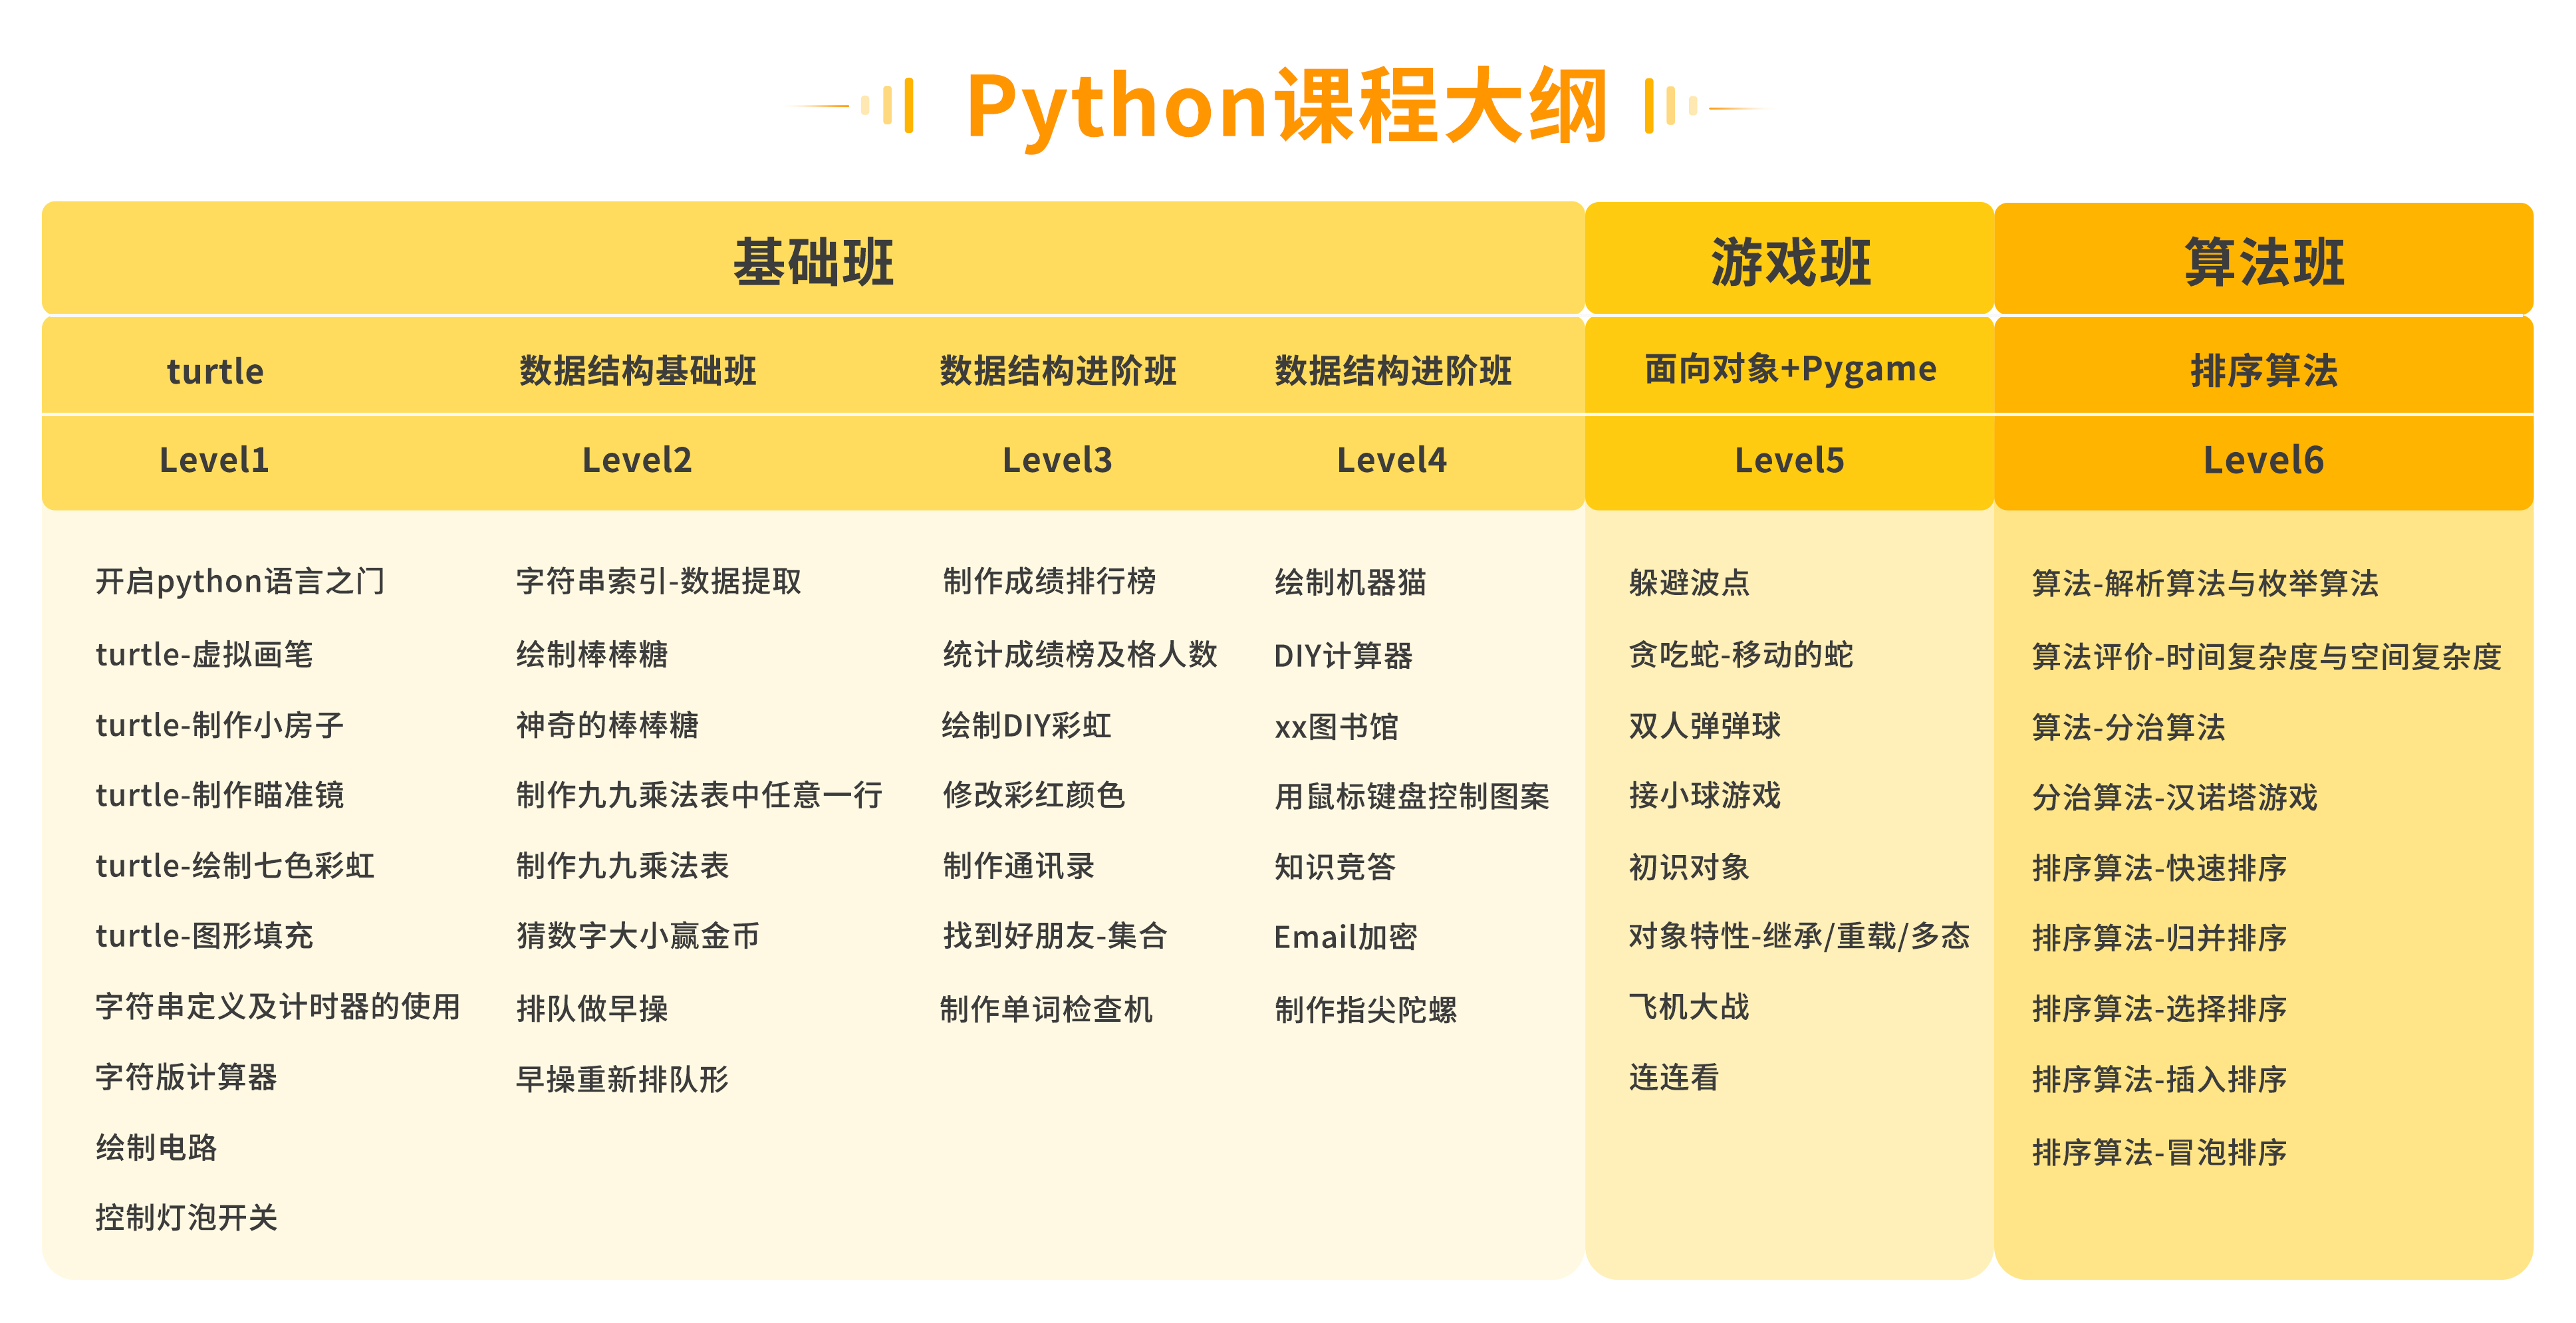 Python课程大纲
基础班
游戏班
算法班
turtle
数据结构基础班
数据结构进阶班
数据结构进阶班
面向对象+Pygame
排序算法
Level1
Level2
Level3
Level4
Level5
Level6
开启python语言之门
turtle-虚拟画笔
turtle-制作小房子
turtle-制作瞄准镜
turtle-绘制七色彩虹
turtle-图形填充
字符串定义及计时器的使用
字符版计算器
绘制电路
控制灯泡开关
字符串索引-数据提取
绘制棒棒糖
神奇的棒棒糖
制作九九乘法表中任意一行
制作九九乘法表
猜数字大小赢金币
排队做早操
早操重新排队形
制作成绩排行榜
统计成绩榜及格人数
绘制DIY彩虹
修改彩红颜色
制作通讯录
找到好朋友-集合
制作单词检查机
绘制机器猫
DIY计算器
xx图书馆
用鼠标键盘控制图案
知识竞答
Email加密
制作指尖陀螺
躲避波点
贪吃蛇-移动的蛇
双人弹弹球
接小球游戏
初识对象
对象特性-继承/重载/多态
飞机大战
连连看
算法-解析算法与枚举算法
算法评价-时间复杂度与空间复杂度
算法-分治算法
分治算法-汉诺塔游戏
排序算法-快速排序
排序算法-归并排序
排序算法-选择排序
排序算法-插入排序
排序算法-冒泡排序